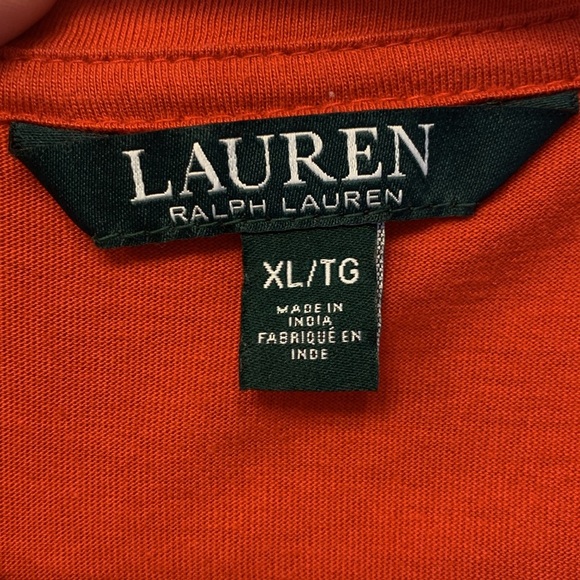 LAUREN
RALPH LAUREN
XL/TG
MADE IN
INDIA
FABRIQUÉ EN
INDE